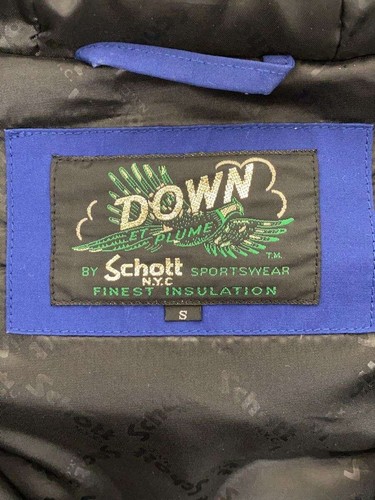 DOWN
ET PLUME
T.M.
BY Schott SPORTSWEAR
N.Y.C
FINEST INSULATION
S